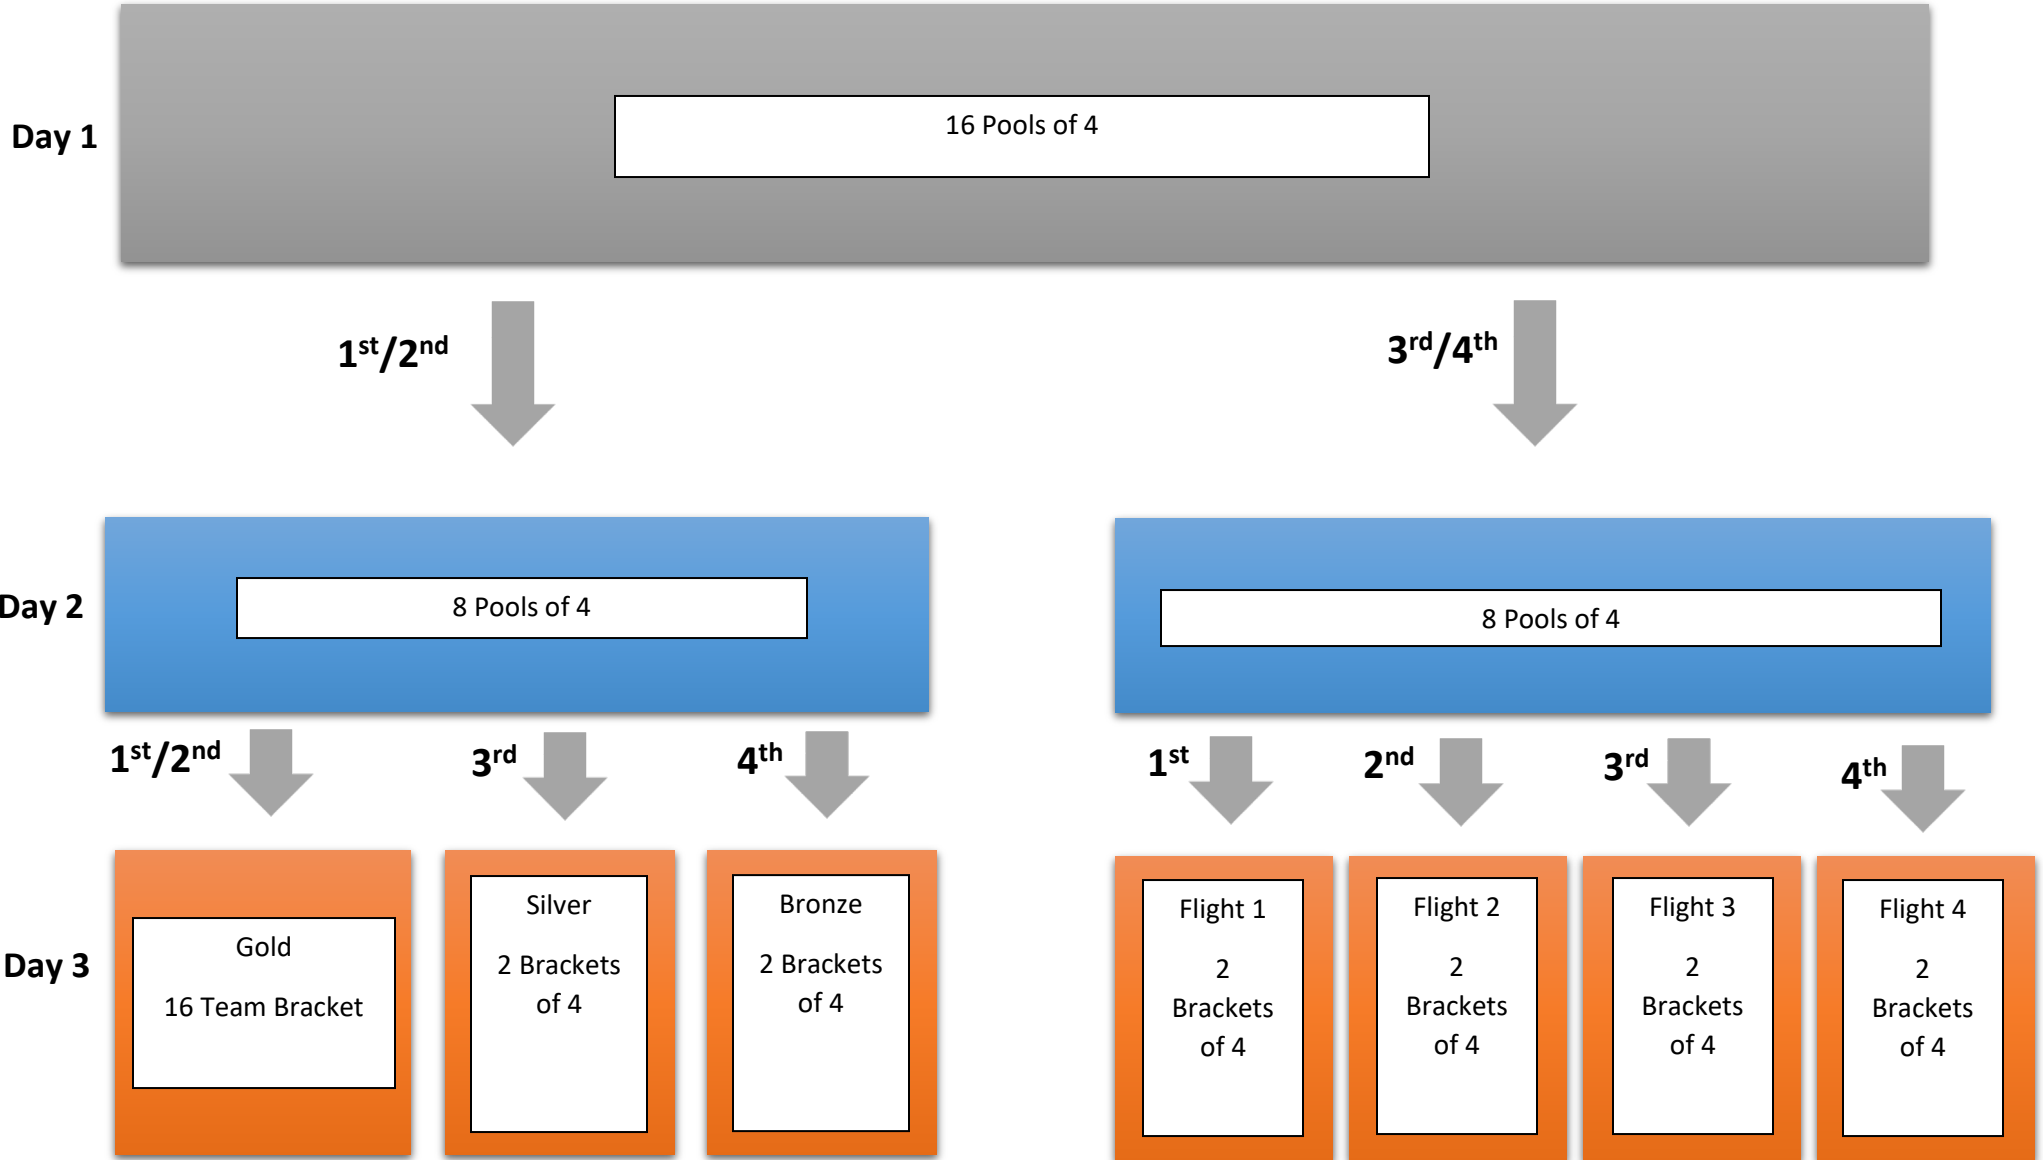 Day 1
16 Pools of 4
1st/2nd
3rd/4th
Day 2
8 Pools of 4
8 Pools of 4
1st/2nd
3rd
4th
1st
2nd
3rd
4th
Day 3
Gold
16 Team Bracket
Silver
2 Brackets
of 4
Bronze
2 Brackets
of 4
Flight 1
2
Brackets
of 4
Flight 2
2
Brackets
of 4
Flight 3
2
Brackets
of 4
Flight 4
2
Brackets
of 4